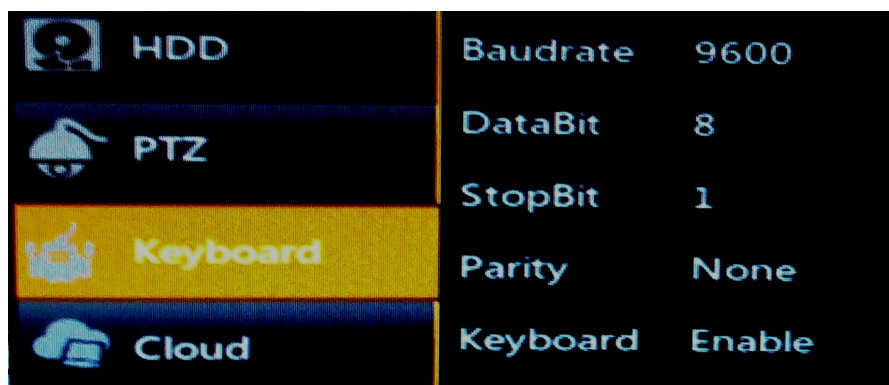 HDD
PTZ
Keyboard
Cloud
Baudrate 9600
DataBit 8
StopBit 1
Parity None
Keyboard Enable